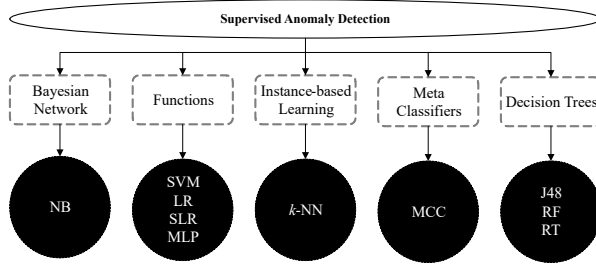 Supervised Anomaly Detection
Bayesian
Network
Functions
Instance-based
Learning
Meta
Classifiers
Decision Trees
NB
SVM
LR
SLR
MLP
k-NN
MCC
J48
RF
RT